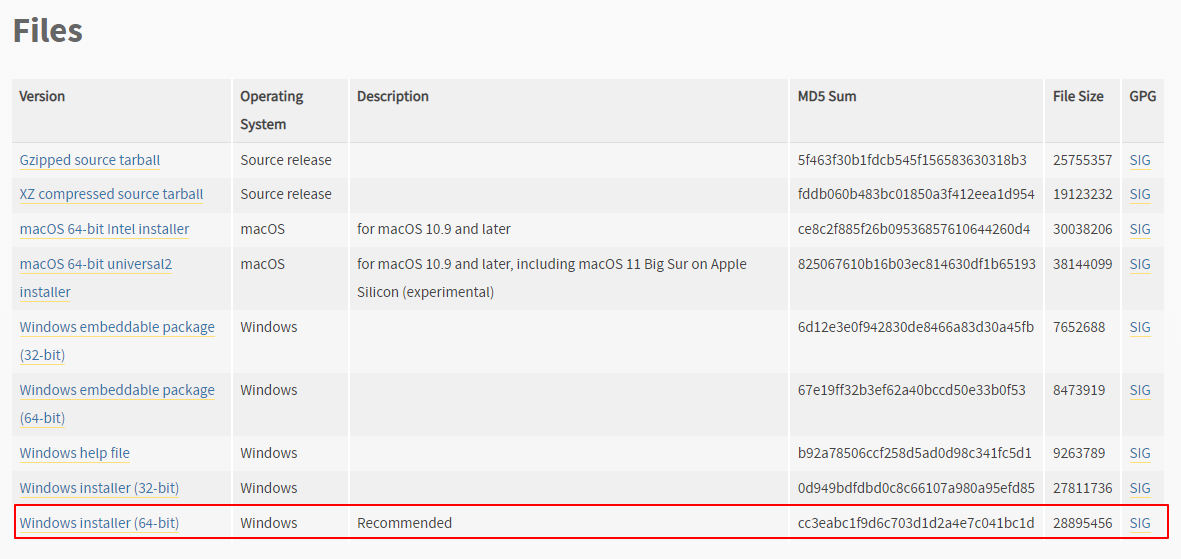 Files
Version Operating Description MD5 Sum File Size GPG
System
Gzipped source tarball Source release 5f463f30b1fdcb545f156583630318b3 25755357 SIG
XZ compressed source tarball Source release fddb060b483bc01850a3f412eea1d954 19123232 SIG
macOS 64-bit Intel installer macOS for macOS 10.9 and later ce8c2f885f26b09536857610644260d4 30038206 SIG
macOS 64-bit universal2 macOS for macOS 10.9 and later, including macOS 11 Big Sur on Apple 825067610b16b03ec814630df1b65193 38144099 SIG
installer Silicon (experimental)
Windows embeddable package Windows 6d12e3e0f942830de8466a83d30a45fb 7652688 SIG
(32-bit)
Windows embeddable package Windows 67e19ff32b3ef62a40bccd50e33b0f53 8473919 SIG
(64-bit)
Windows help file Windows b92a78506ccf258d5ad0d98c341fc5d1 9263789 SIG
Windows installer (32-bit) Windows 0d949bdfdbd0c8c66107a980a95efd85 27811736 SIG
Windows installer (64-bit) Windows Recommended cc3eabc1f9d6c703d1d2a4e7c041bc1d 28895456 SIG